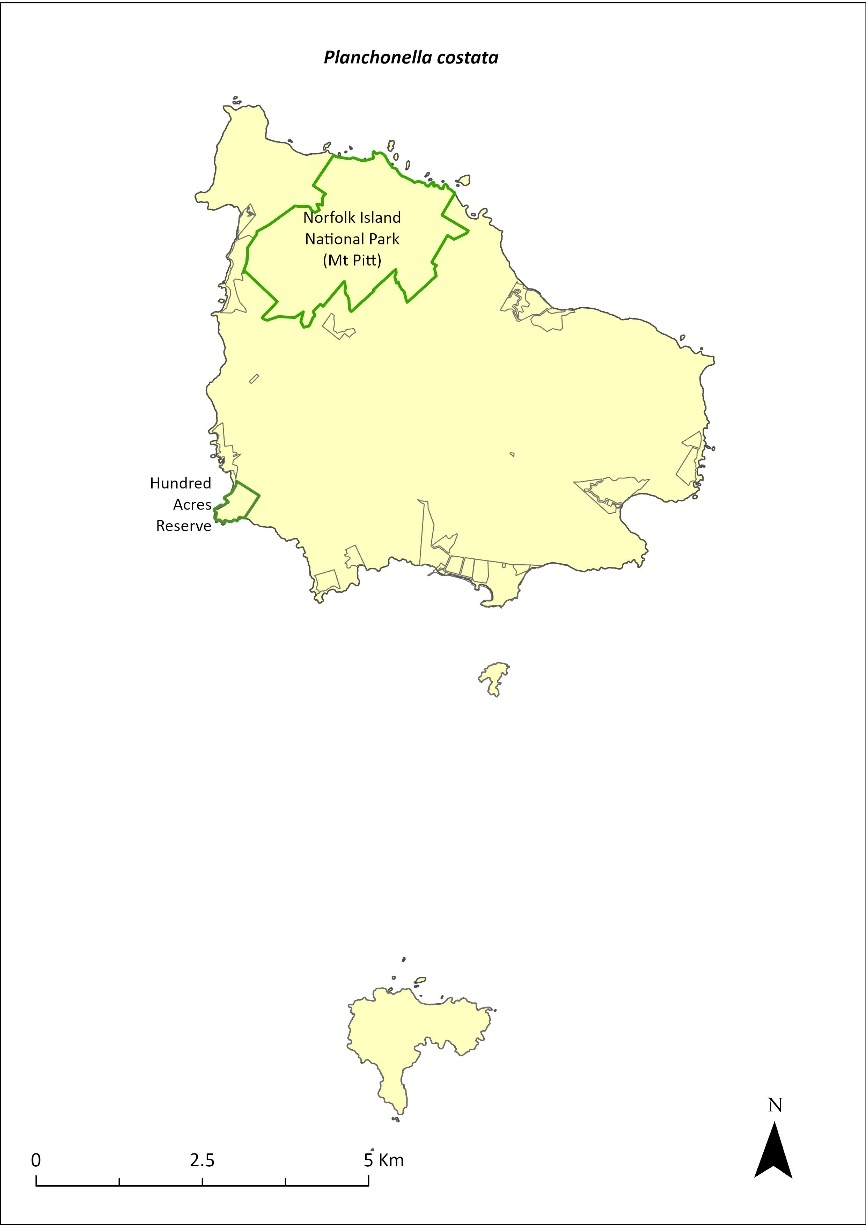 Planchonella costata
Norfolk Island
National Park
(Mt Pitt)
Hundred
Acres
Reserve
N
0 2.5 5 Km